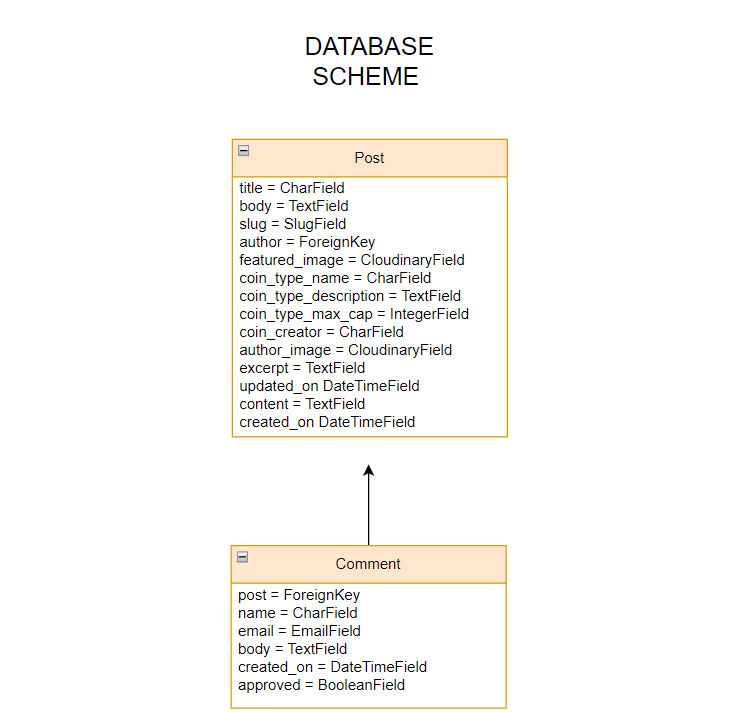 DATABASE
SCHEME
Post
title = CharField
body = TextField
slug = SlugField
author = ForeignKey
featured_image = CloudinaryField
coin_type_name = CharField
coin_type_description = TextField
coin_type_max_cap = IntegerField
coin_creator = CharField
author_image = CloudinaryField
excerpt = TextField
updated_on DateTimeField
content = TextField
created_on DateTimeField
Comment
post = ForeignKey
name = CharField
email = EmailField
body = TextField
created_on = DateTimeField
approved = BooleanField